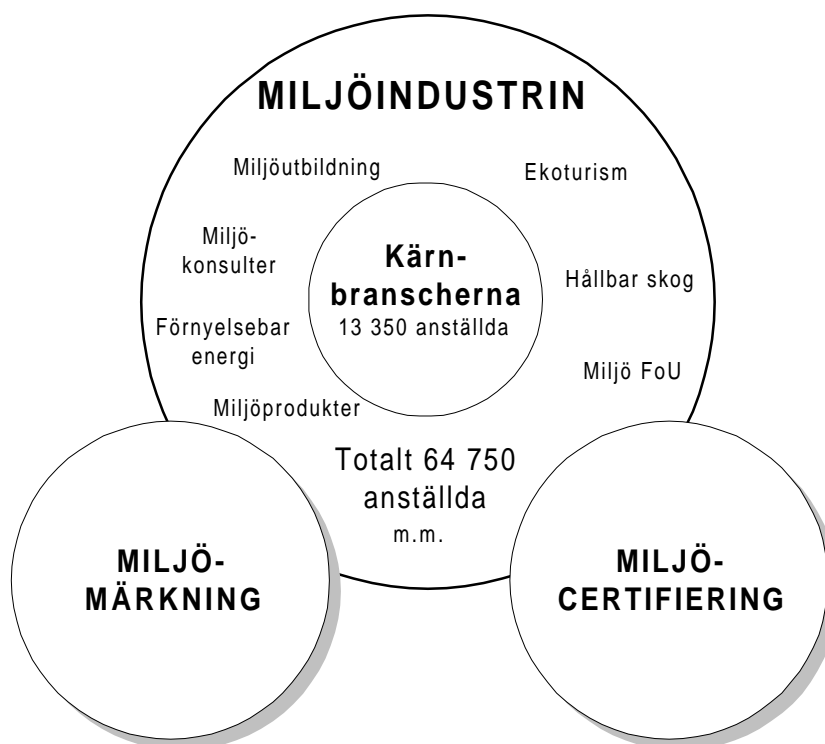 MILJÖINDUSTRIN
Miljöutbildning
Ekoturism
Miljö-
konsulter
Kärn-
branscherna
13 350 anställda
Hållbar skog
Förnyelsebar
energi
Miljö FoU
Miljöprodukter
Totalt 64 750
anställda
m.m.
MILJÖ-
MÄRKNING
MILJÖ-
CERTIFIERING